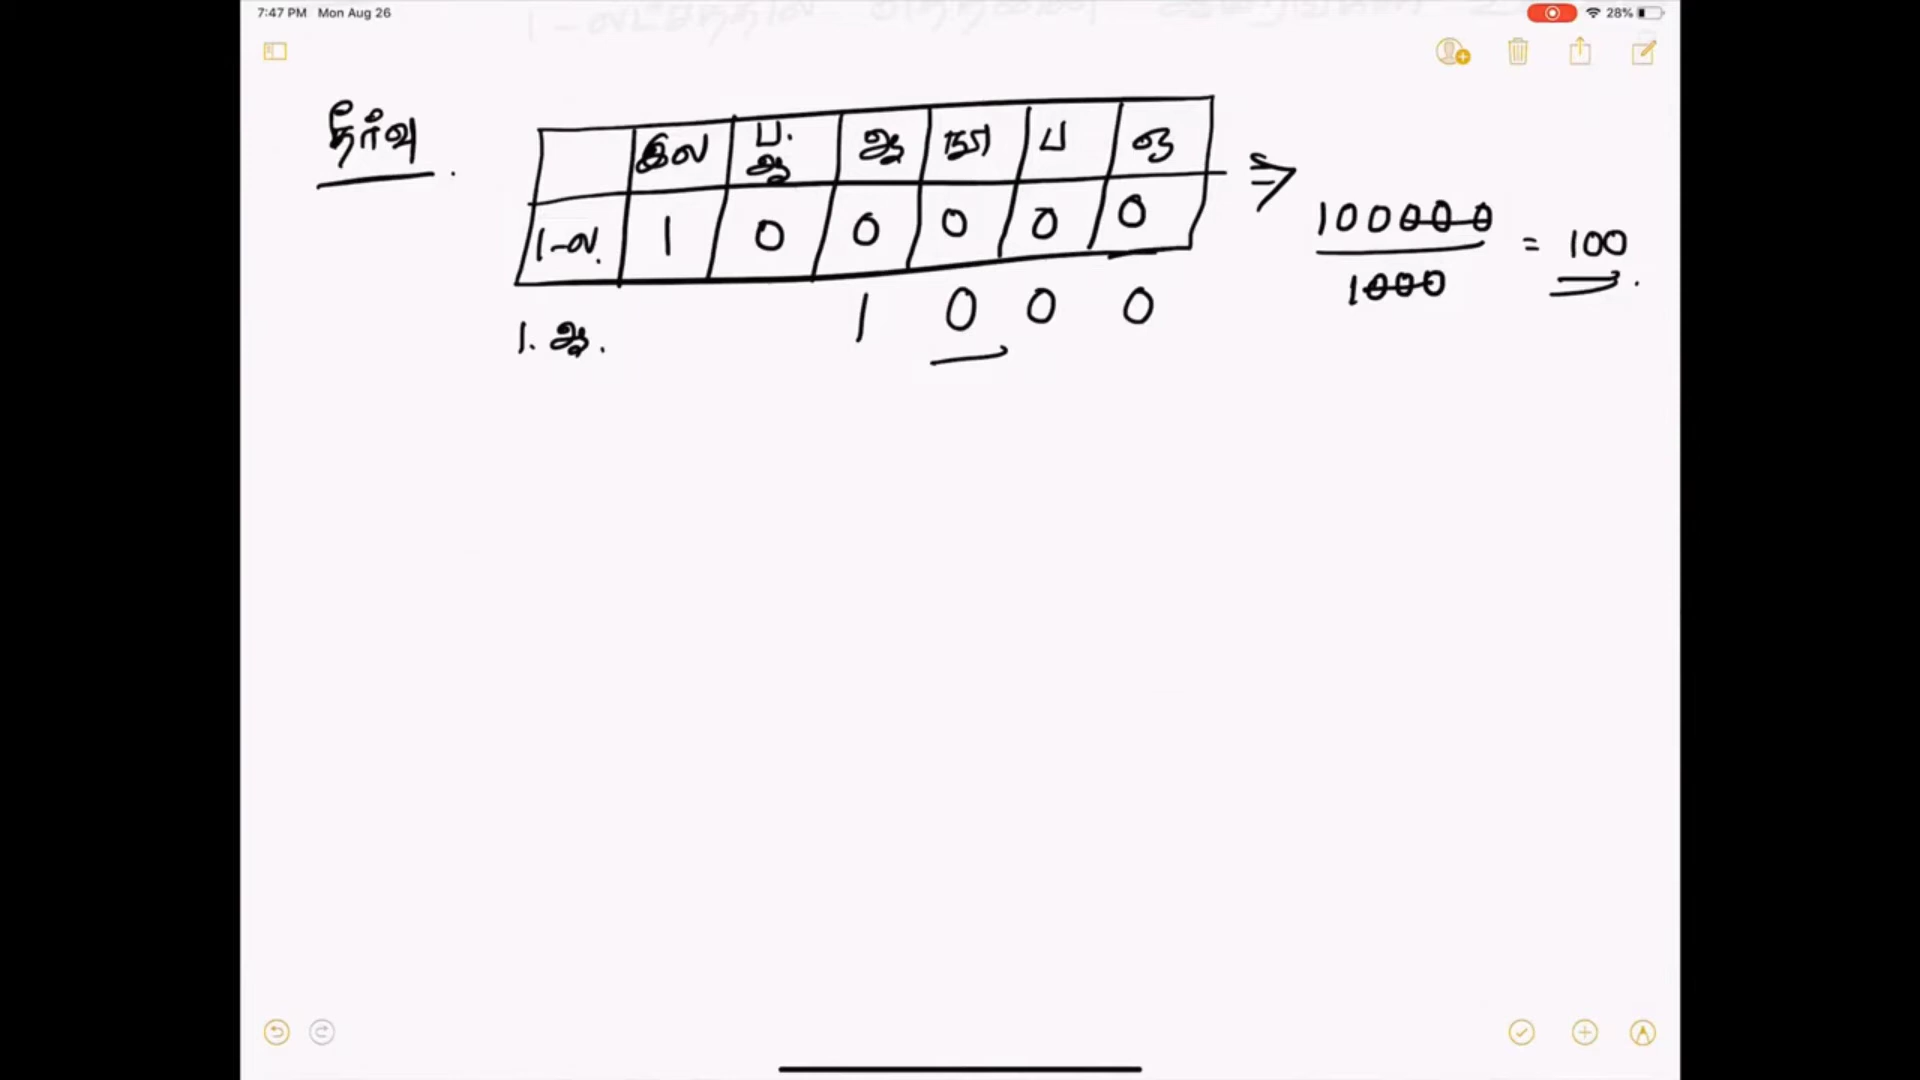 7:47 PM Mon Aug 26 28%
தீர்வு.
இல ப.ஆ ஆ நூ ப ஒ
1-ல. 1 0 0 0 0 0
⇒ 100000/1000 = 100.
1. ஆ. 1 0 0 0